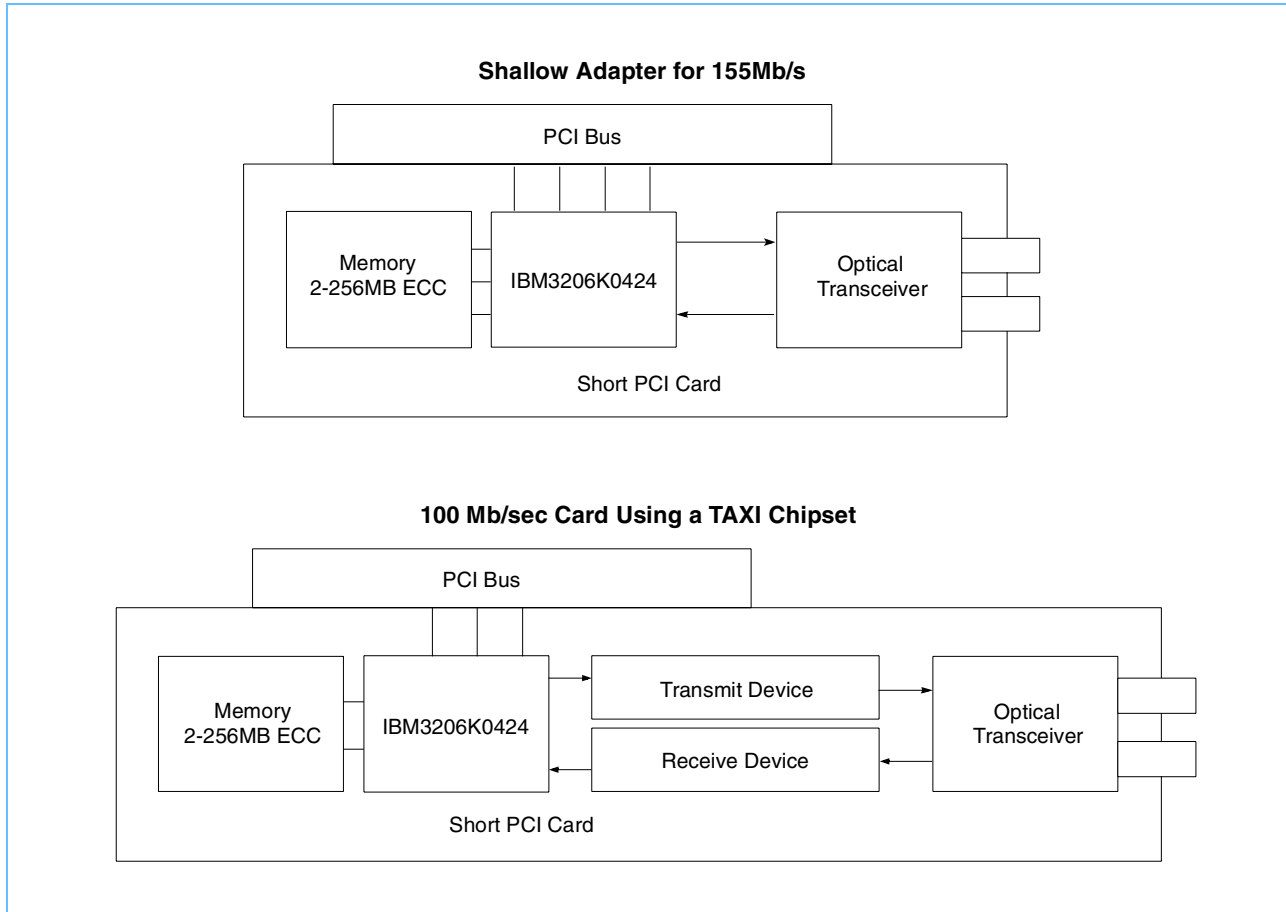 Shallow Adapter for 155Mb/s
PCI Bus
Memory
2-256MB ECC
IBM3206K0424
Optical
Transceiver
Short PCI Card
100 Mb/sec Card Using a TAXI Chipset
PCI Bus
Memory
2-256MB ECC
IBM3206K0424
Transmit Device
Receive Device
Optical
Transceiver
Short PCI Card